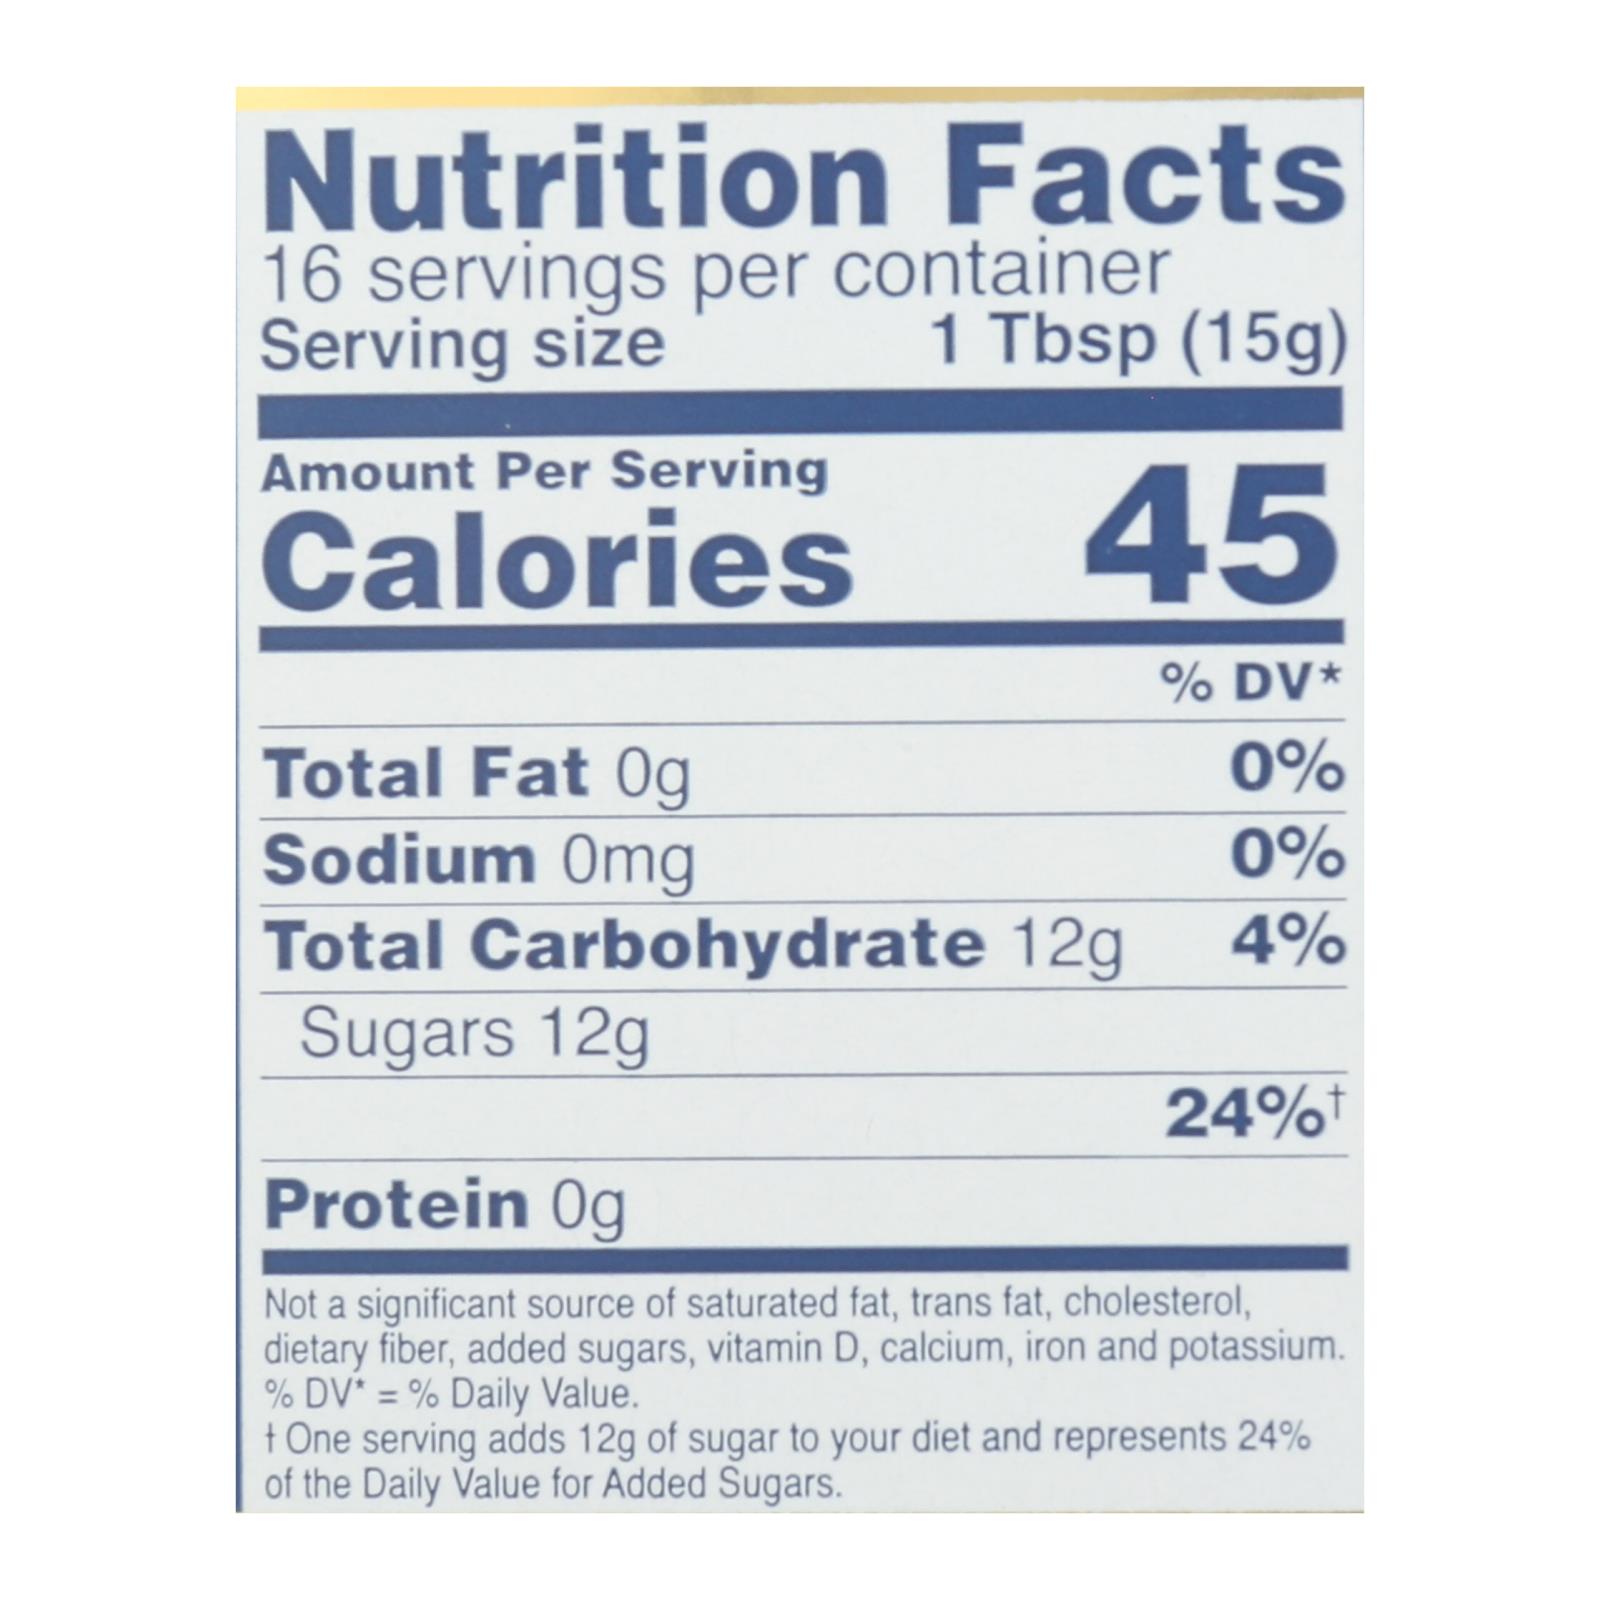 Nutrition Facts
16 servings per container
Serving size 1 Tbsp (15g)
Amount Per Serving
Calories 45
% DV*
Total Fat 0g 0%
Sodium 0mg 0%
Total Carbohydrate 12g 4%
Sugars 12g
24%†
Protein 0g
Not a significant source of saturated fat, trans fat, cholesterol,
dietary fiber, added sugars, vitamin D, calcium, iron and potassium.
% DV* = % Daily Value.
† One serving adds 12g of sugar to your diet and represents 24%
of the Daily Value for Added Sugars.